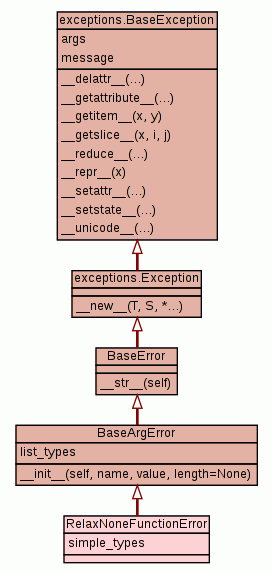 exceptions.BaseException
args
message
__delattr__(...)
__getattribute__(...)
__getitem__(x, y)
__getslice__(x, i, j)
__reduce__(...)
__repr__(x)
__setattr__(...)
__setstate__(...)
__unicode__(...)
exceptions.Exception
__new__(T, S, *...)
BaseError
__str__(self)
BaseArgError
list_types
__init__(self, name, value, length=None)
RelaxNoneFunctionError
simple_types